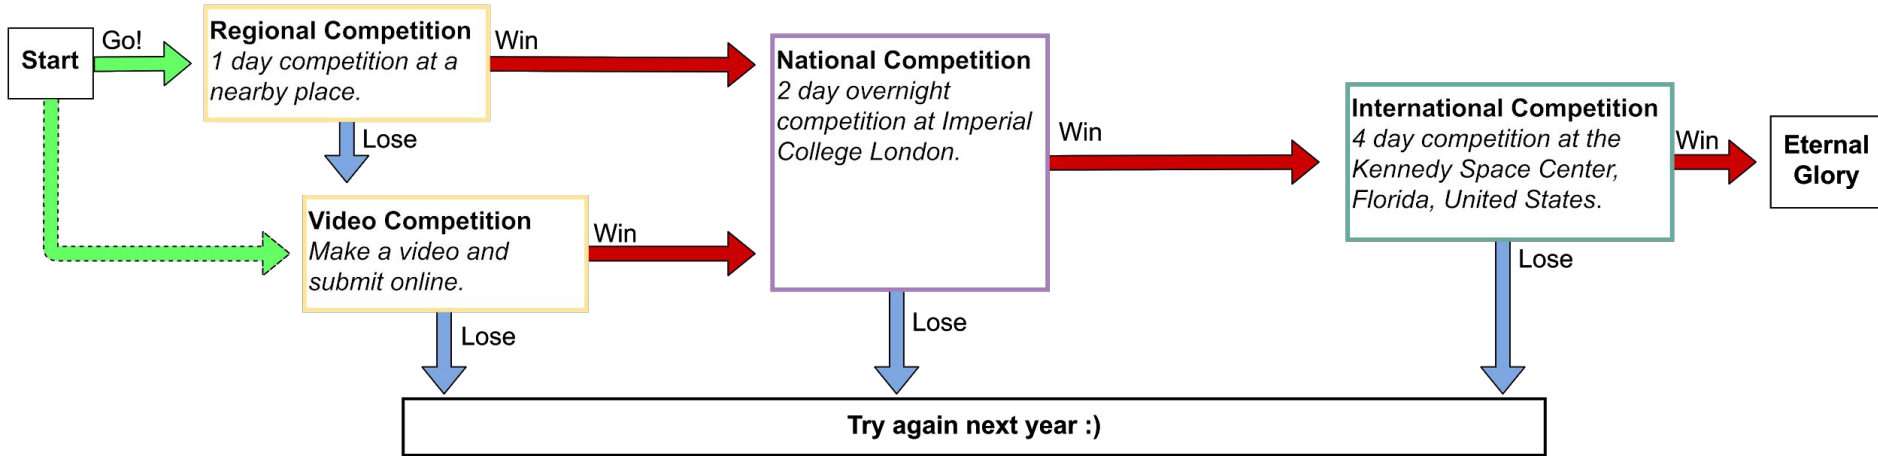 Start
Go!
Regional Competition
1 day competition at a
nearby place.
Win
Lose
Video Competition
Make a video and
submit online.
Win
Lose
National Competition
2 day overnight
competition at Imperial
College London.
Win
Lose
International Competition
4 day competition at the
Kennedy Space Center,
Florida, United States.
Win
Lose
Eternal
Glory
Try again next year :)